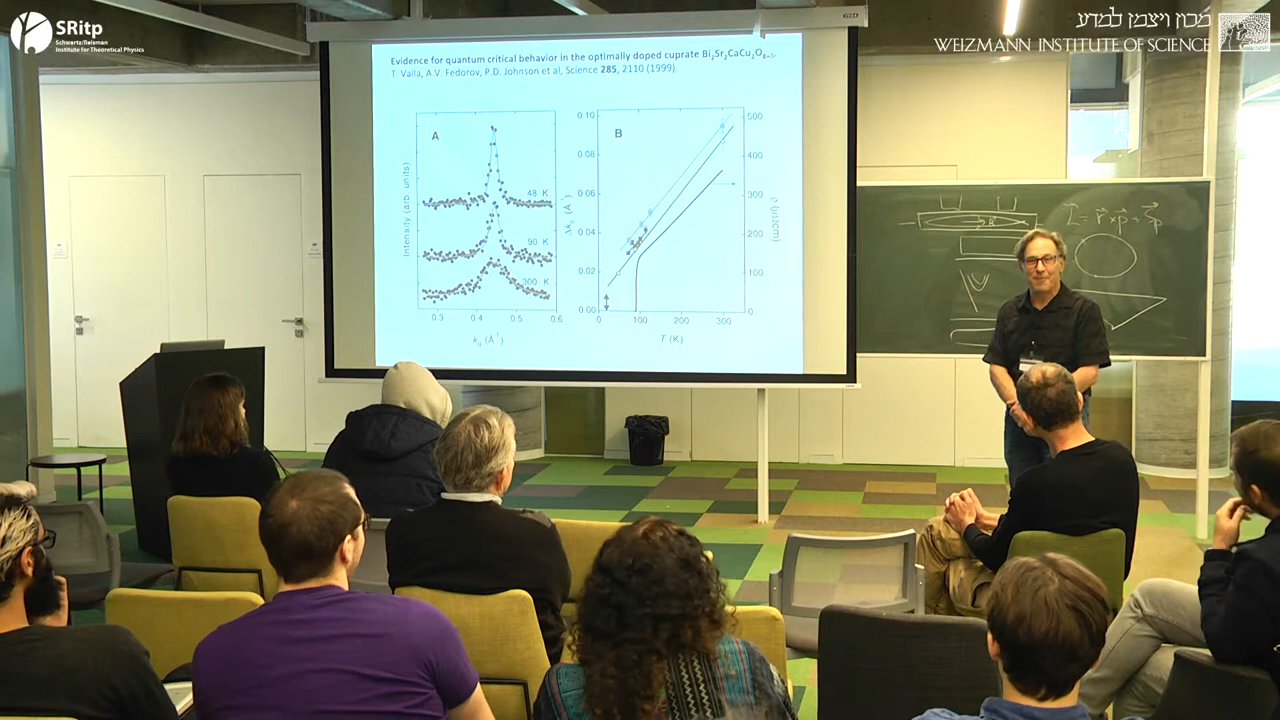 SRitp
Schwartz/Reisman
Institute for Theoretical Physics
מכון ויצמן למדע
WEIZMANN INSTITUTE OF SCIENCE
Evidence for quantum critical behavior in the optimally doped cuprate Bi₂Sr₂CaCu₂O₈₊δ,
T. Valla, A.V. Fedorov, P.D. Johnson et al, Science 285, 2110 (1999).
A
Intensity (arb. units)
48 K
90 K
300 K
0.3 0.4 0.5 0.6
k∥ (Å⁻¹)
B
0.10
0.08
0.06
0.04
0.02
0.00
Δk∥ (Å⁻¹)
500
400
300
200
100
0
ρ (μΩcm)
0 100 200 300
T (K)